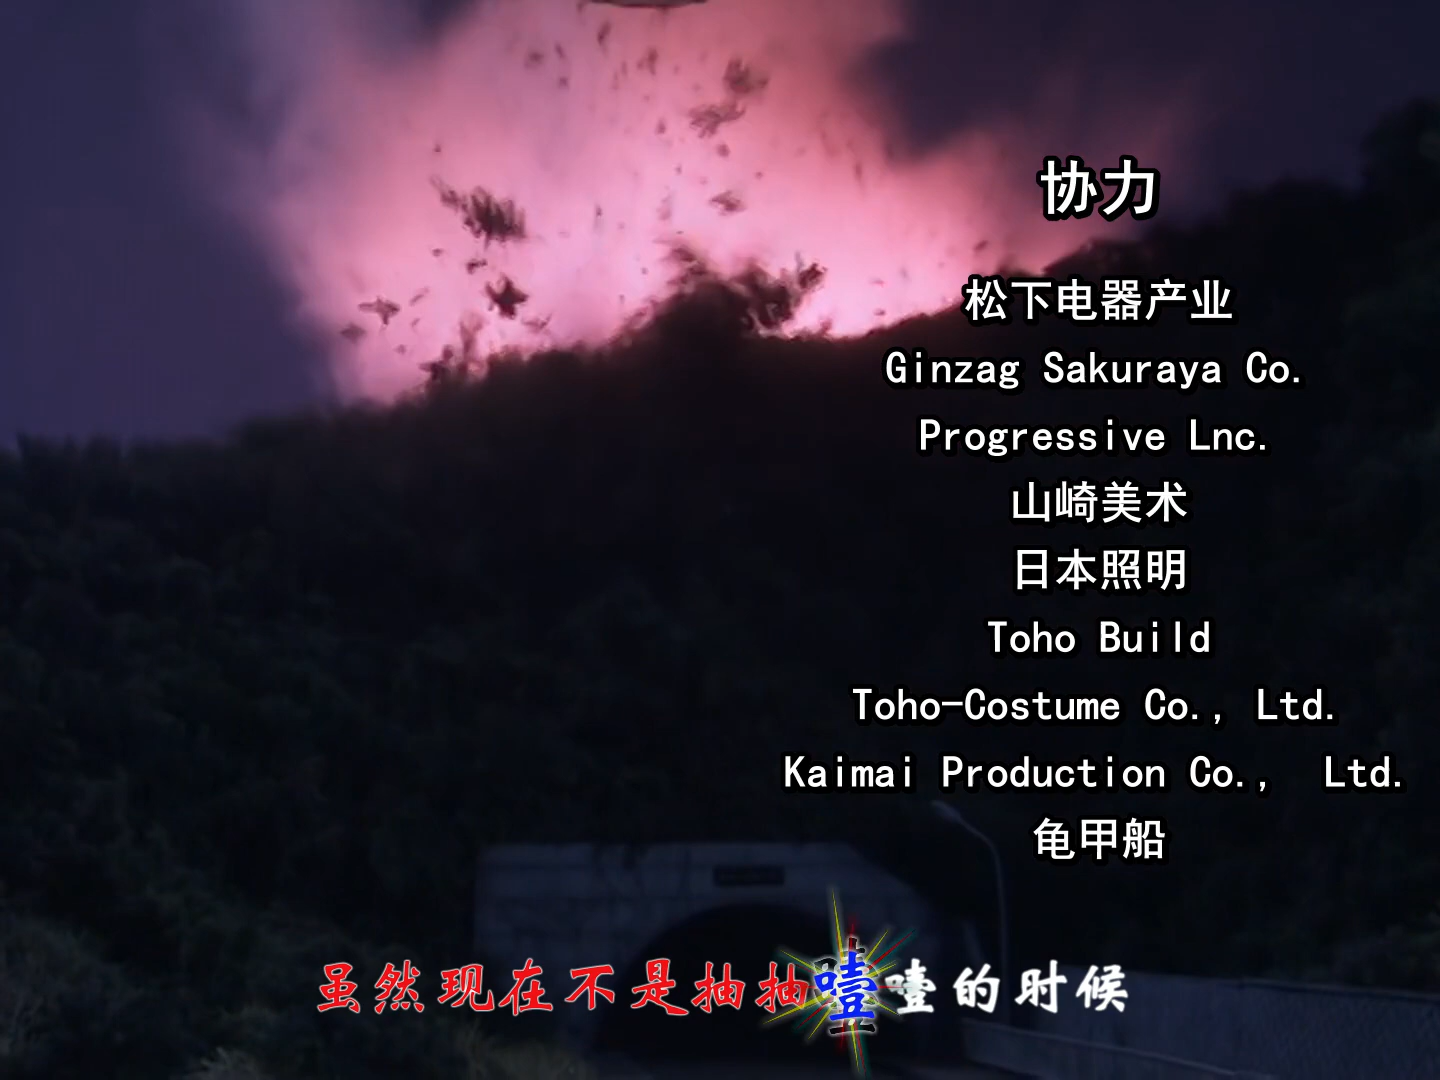 协力
松下电器产业
Ginzag Sakuraya Co.
Progressive Lnc.
山崎美术
日本照明
Toho Build
Toho-Costume Co., Ltd.
Kaimai Production Co., Ltd.
龟甲船
虽然现在不是抽抽噎噎的时候